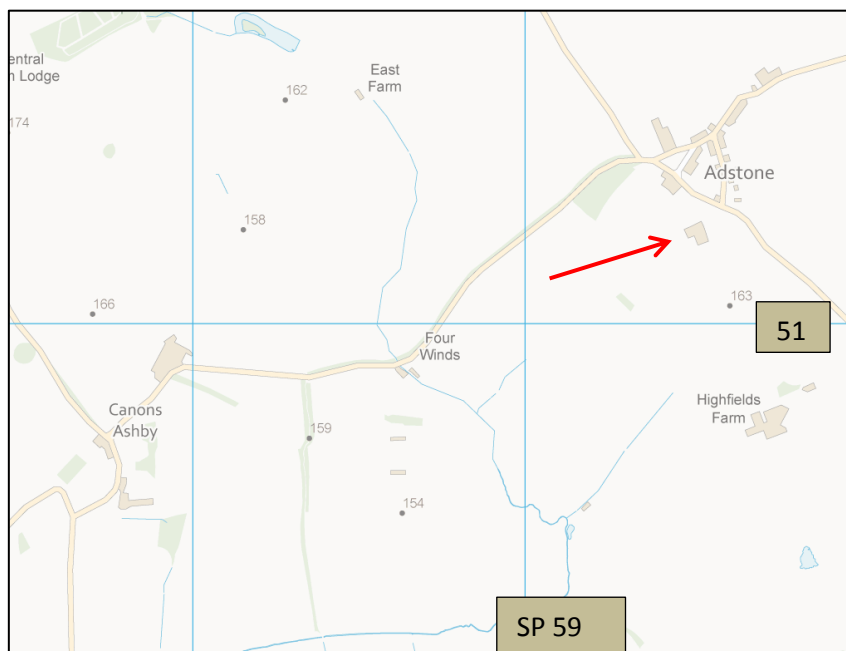 entral
n Lodge
174
162
East
Farm
Adstone
158
166
163
51
Four
Winds
Canons
Ashby
Highfields
Farm
159
154
SP 59